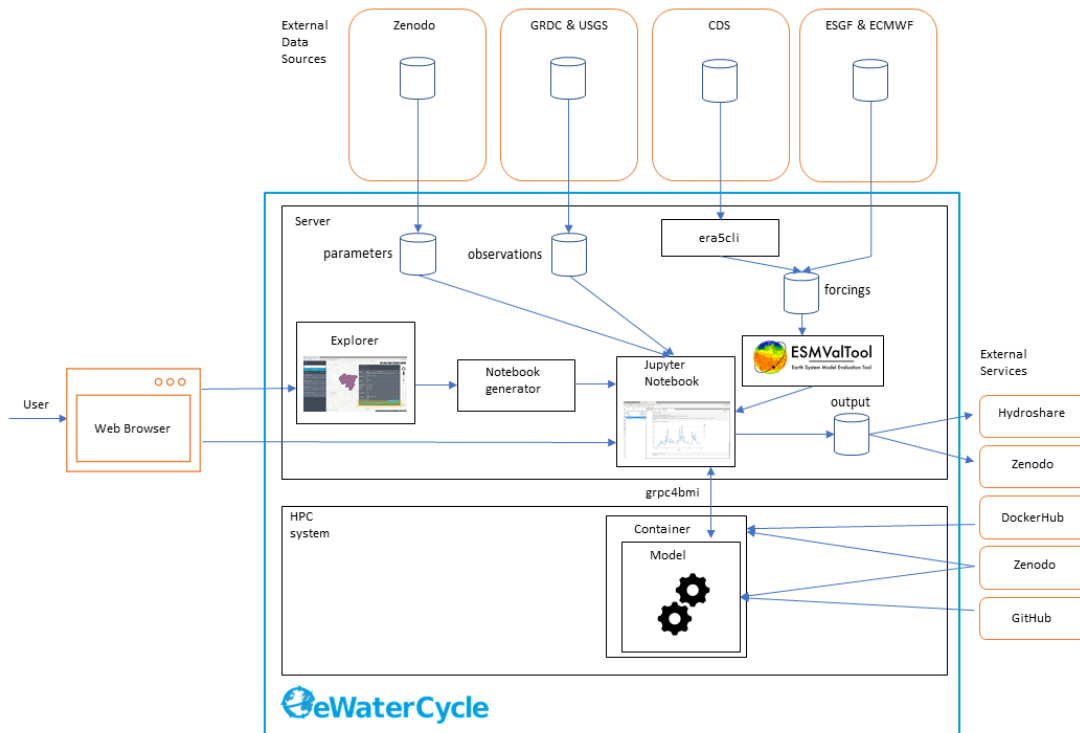 External
Data
Sources
Zenodo
GRDC & USGS
CDS
ESGF & ECMWF
Server
parameters
observations
era5cli
forcings
Explorer
Notebook
generator
Jupyter
Notebook
ESMValTool
Earth System Model Evaluation Tool
output
External
Services
User
Web Browser
Hydroshare
Zenodo
grpc4bmi
HPC
system
Container
Model
DockerHub
Zenodo
GitHub
eWaterCycle